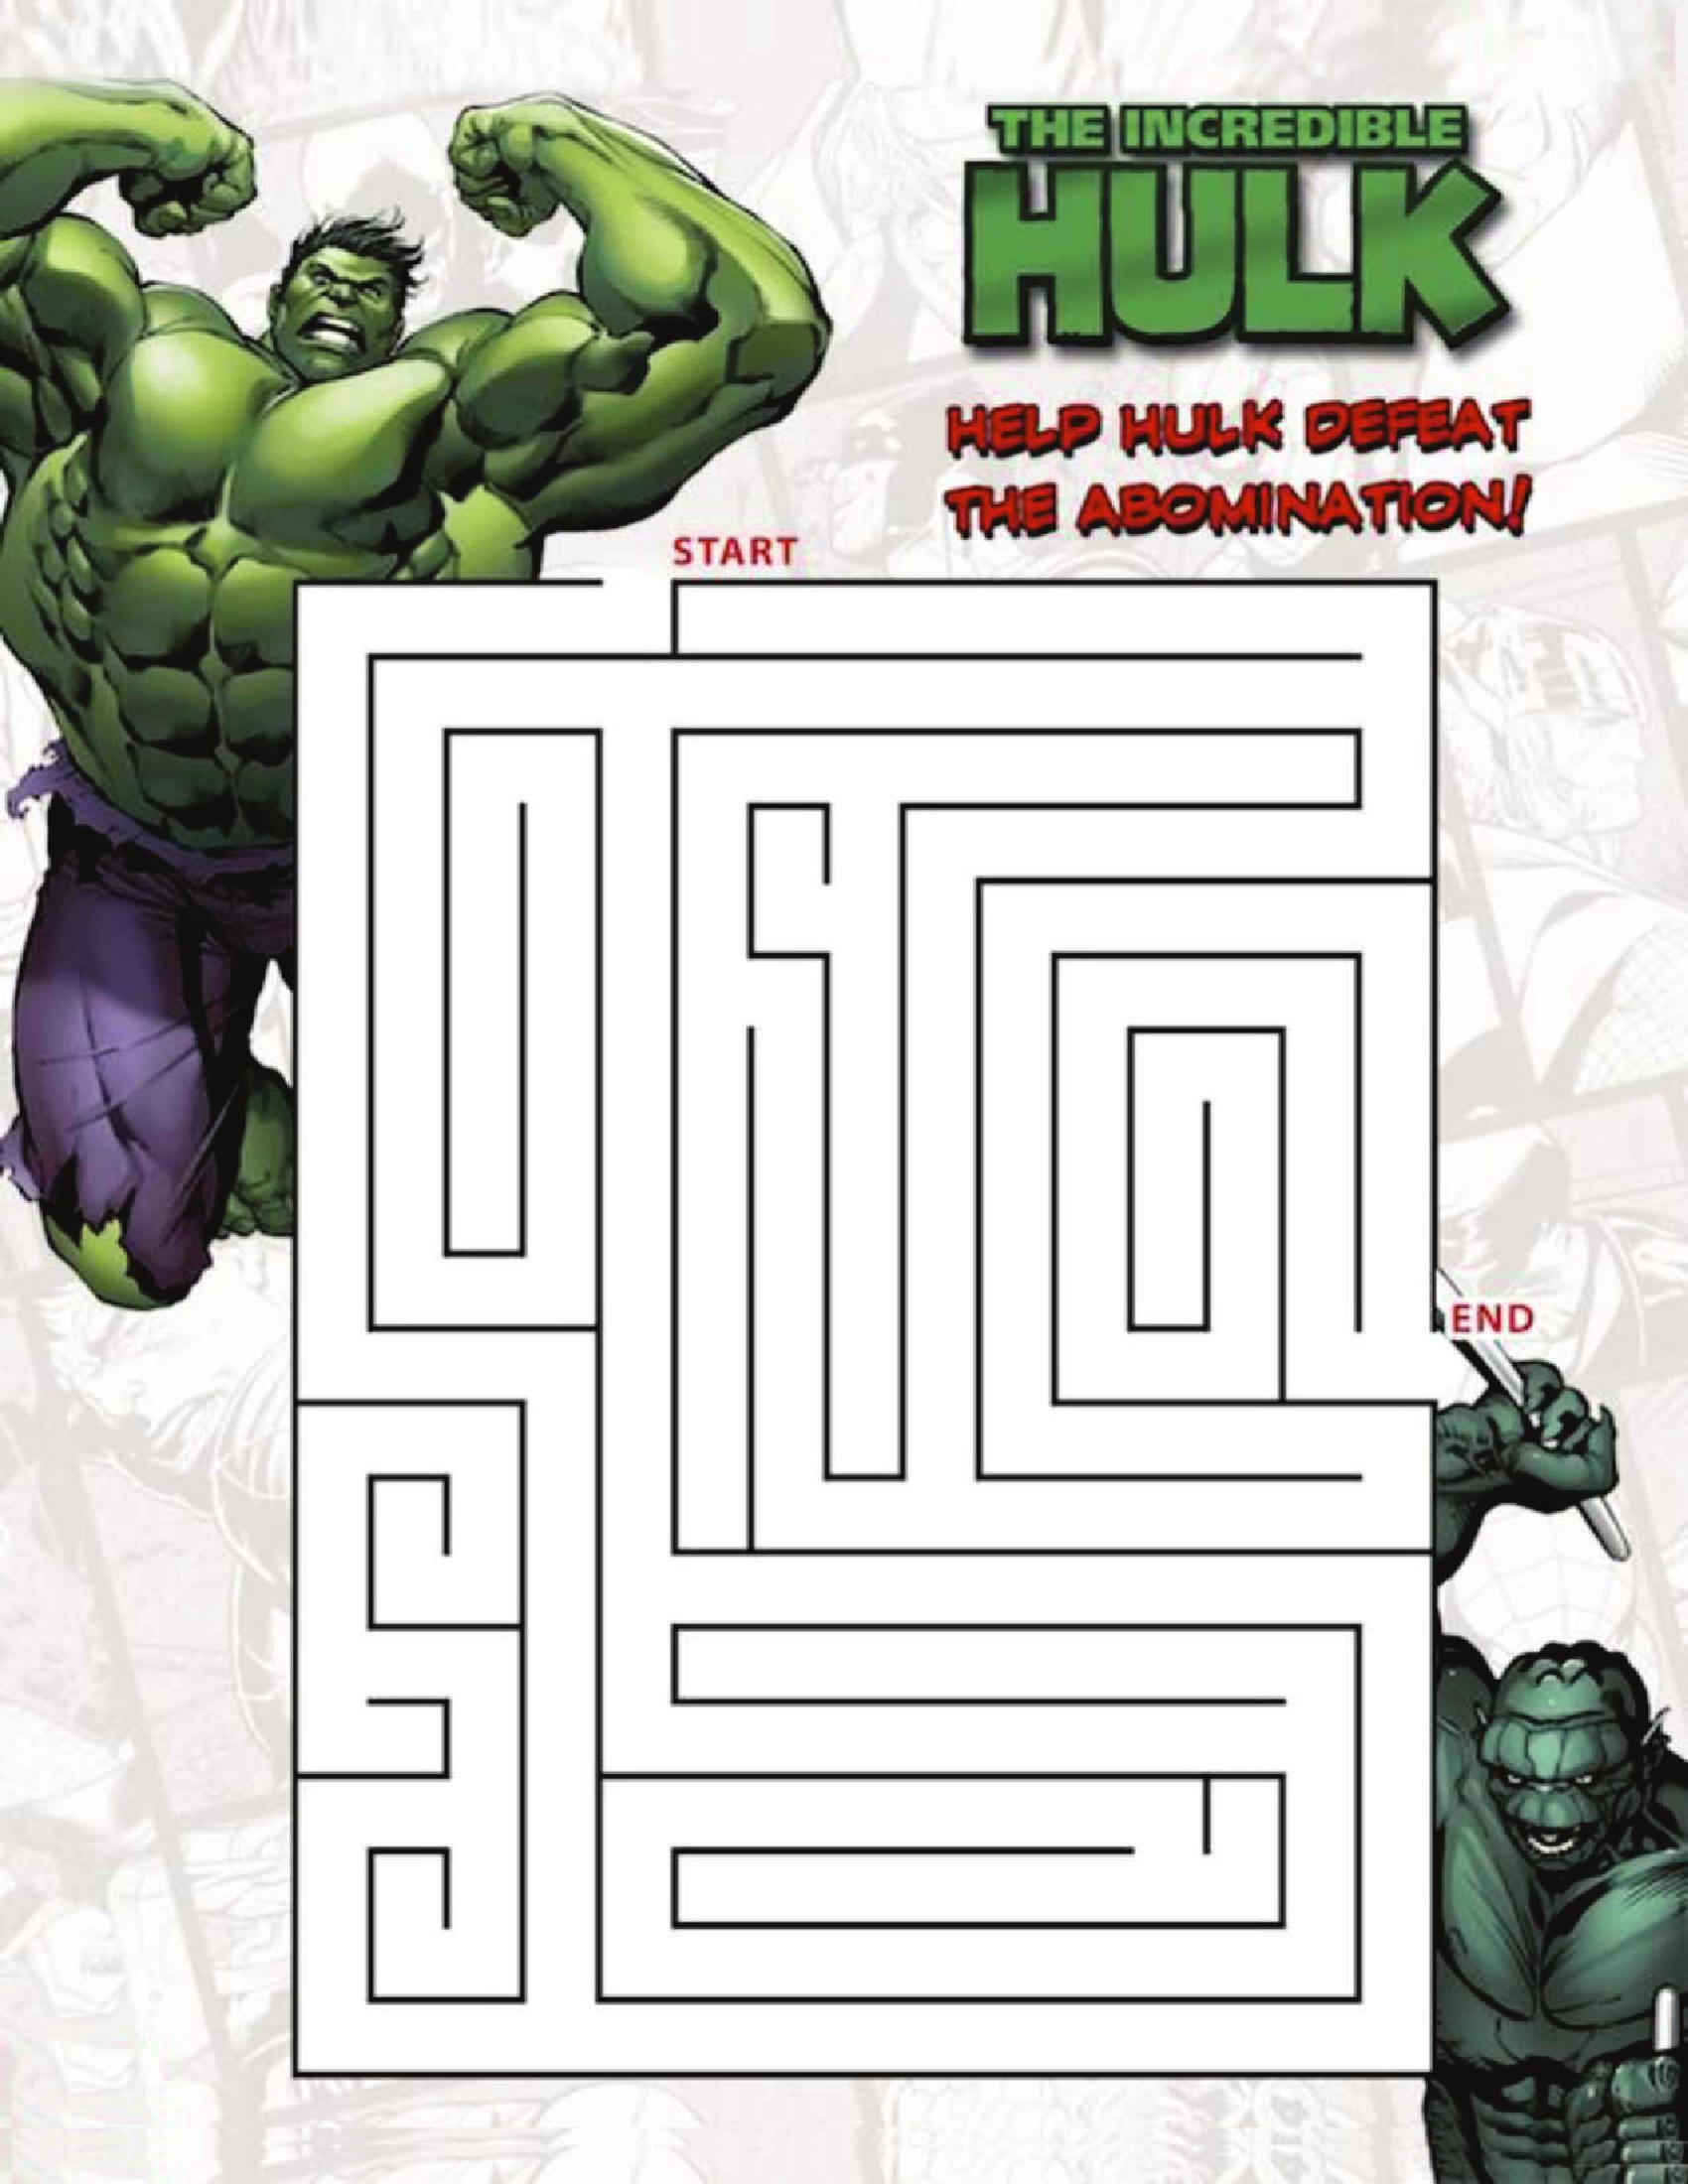 THE INCREDIBLE
HULK
HELP HULK DEFEAT
THE ABOMINATION!
START
END